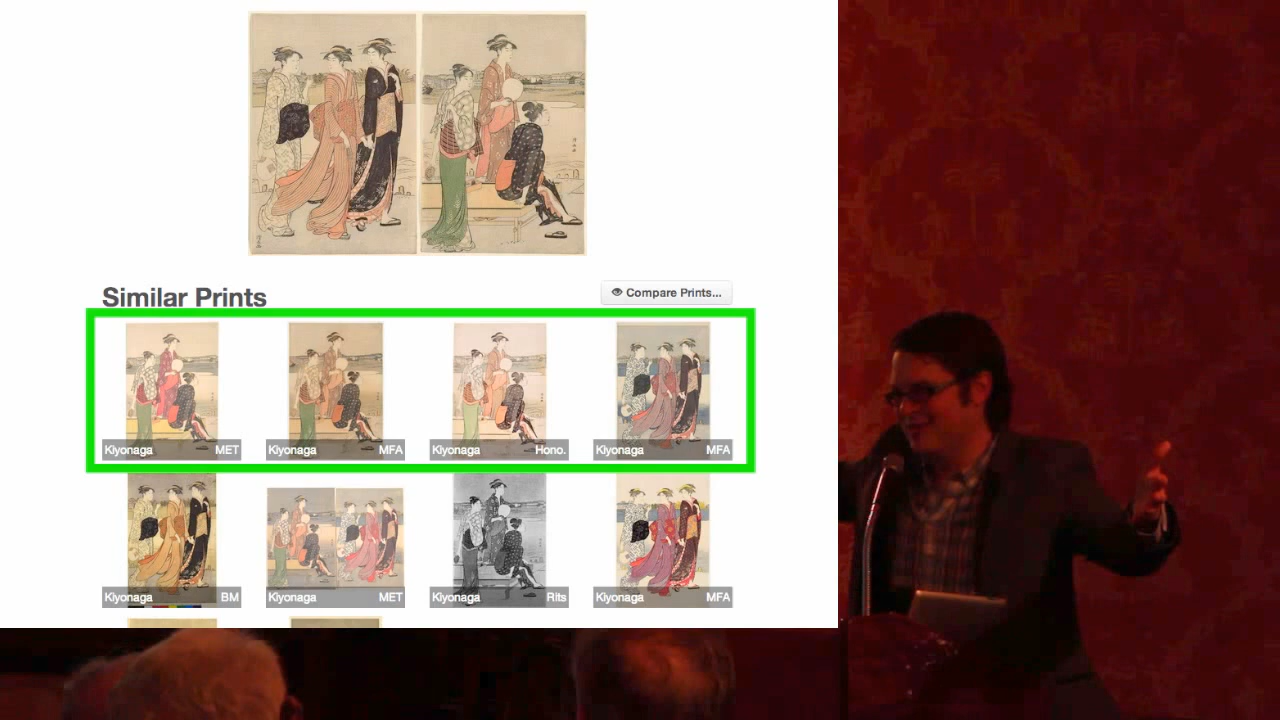 Similar Prints
Compare Prints...
Kiyonaga MET
Kiyonaga MFA
Kiyonaga Hono.
Kiyonaga MFA
Kiyonaga BM
Kiyonaga MET
Kiyonaga Rits
Kiyonaga MFA